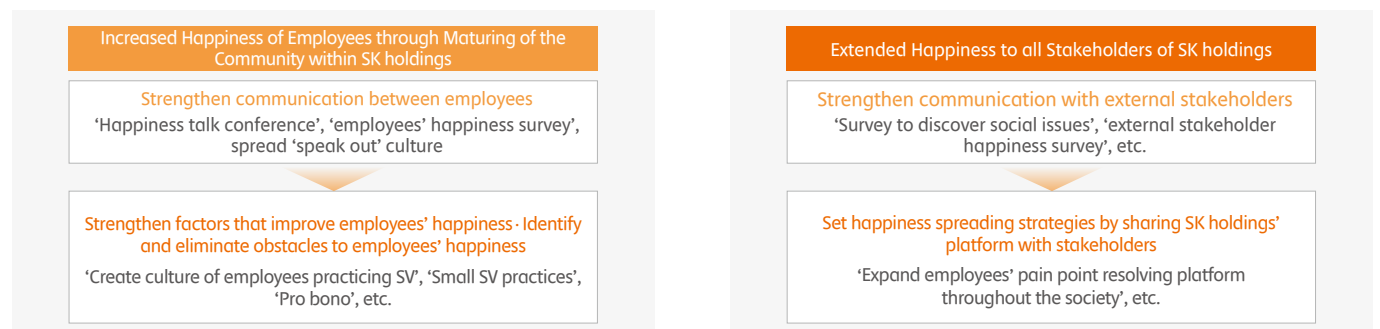 Increased Happiness of Employees through Maturing of the
Community within SK holdings
Strengthen communication between employees
‘Happiness talk conference’, ‘employees’ happiness survey’,
spread ‘speak out’ culture
Strengthen factors that improve employees’ happiness · Identify
and eliminate obstacles to employees’ happiness
‘Create culture of employees practicing SV’, ‘Small SV practices’,
‘Pro bono’, etc.
Extended Happiness to all Stakeholders of SK holdings
Strengthen communication with external stakeholders
‘Survey to discover social issues’, ‘external stakeholder
happiness survey’, etc.
Set happiness spreading strategies by sharing SK holdings’
platform with stakeholders
‘Expand employees’ pain point resolving platform
throughout the society’, etc.